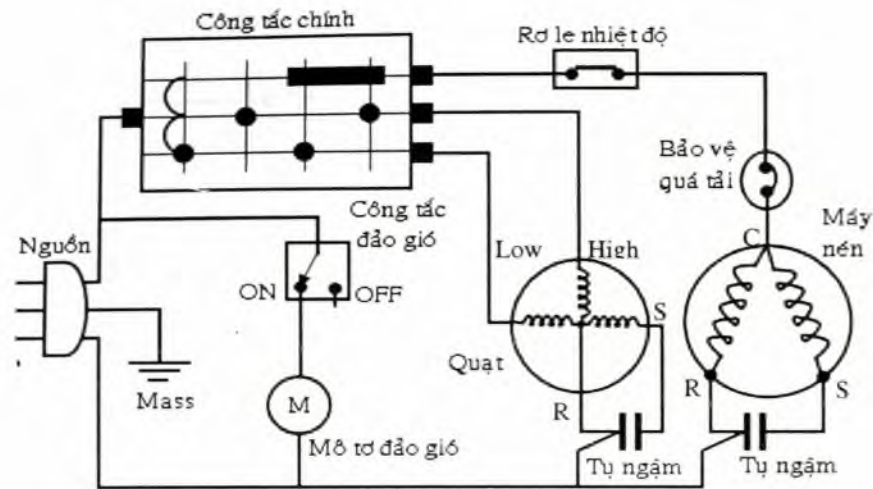 Công tắc chính
Rơ le nhiệt độ
Bảo vệ
quá tải
Công tắc
đảo gió
Máy
nén
Nguồn
Low
High
C
ON
OFF
S
Quạt
R
R
S
Mass
M
Mô tơ đảo gió
Tụ ngậm
Tụ ngậm